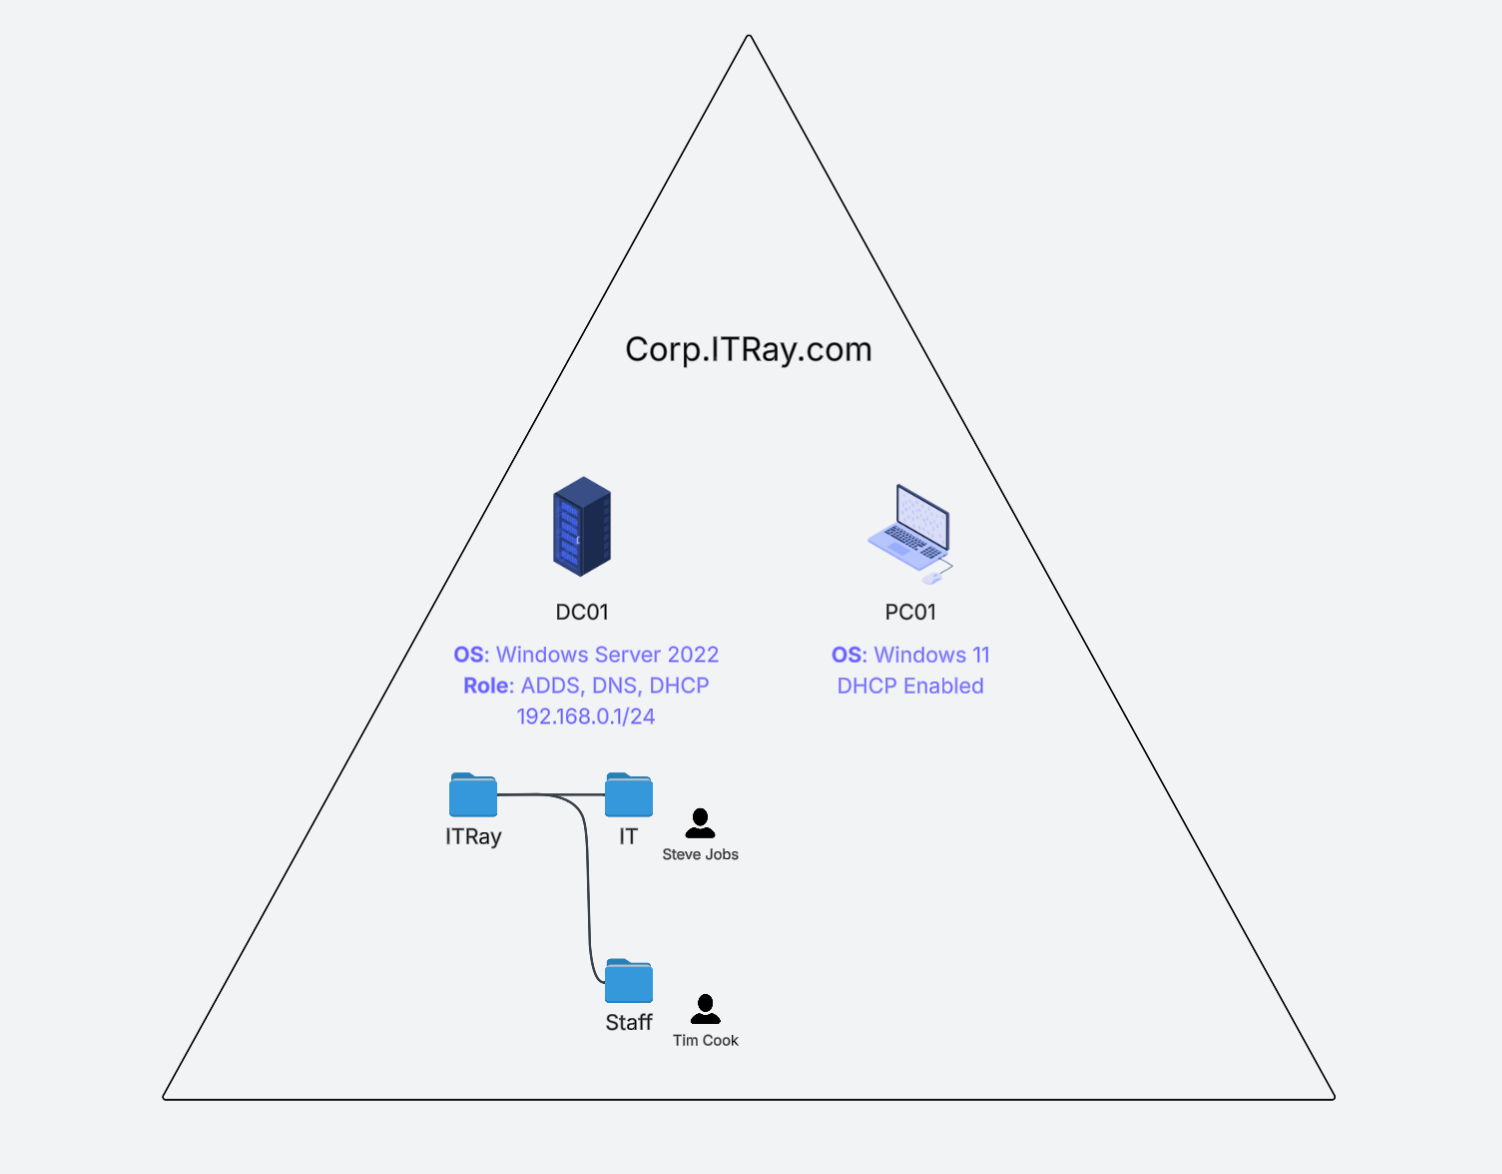 Corp.ITRay.com
DC01
PC01
OS: Windows Server 2022
Role: ADDS, DNS, DHCP
192.168.0.1/24
OS: Windows 11
DHCP Enabled
ITRay
IT
Steve Jobs
Staff
Tim Cook